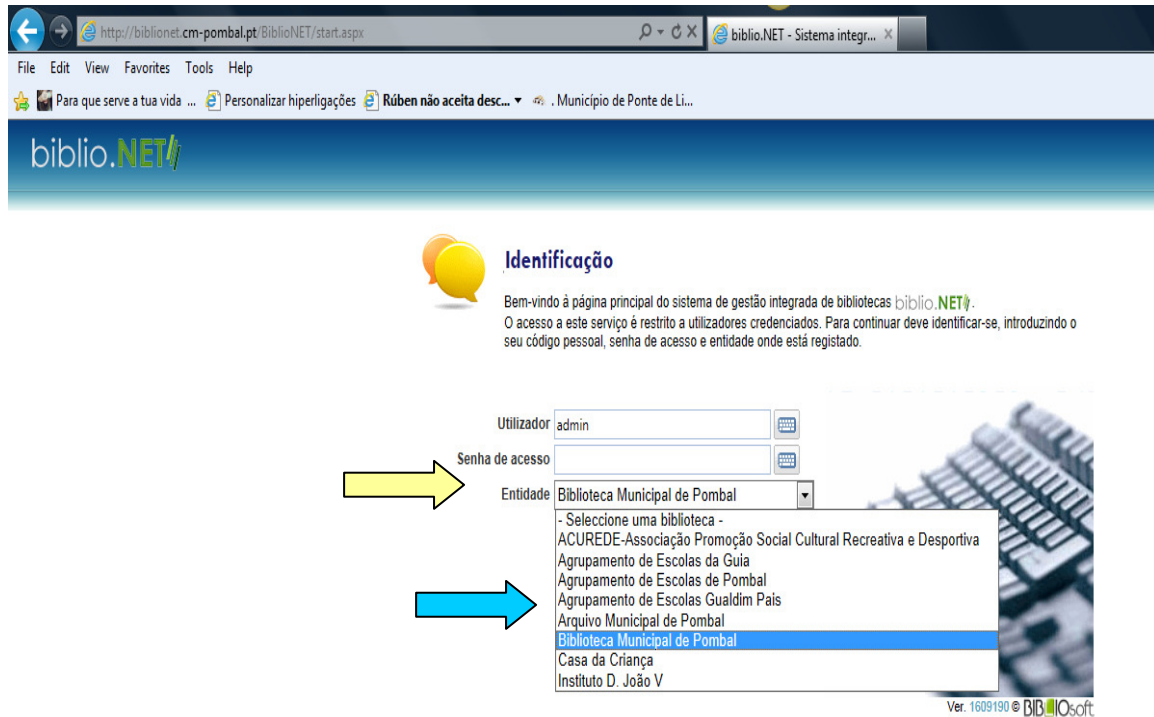 http://biblionet.cm-pombal.pt/BiblioNET/start.aspx
biblio.NET - Sistema integr...
File Edit View Favorites Tools Help
Para que serve a tua vida ... Personalizar hiperligações Rúben não aceita desc... . Município de Ponte de Li...
biblio.NET
Identificação
Bem-vindo à página principal do sistema de gestão integrada de bibliotecas biblio.NET.
O acesso a este serviço é restrito a utilizadores credenciados. Para continuar deve identificar-se, introduzindo o
seu código pessoal, senha de acesso e entidade onde está registado.
Utilizador admin
Senha de acesso
Entidade Biblioteca Municipal de Pombal
- Seleccione uma biblioteca -
ACUREDE-Associação Promoção Social Cultural Recreativa e Desportiva
Agrupamento de Escolas da Guia
Agrupamento de Escolas de Pombal
Agrupamento de Escolas Gualdim Pais
Arquivo Municipal de Pombal
Biblioteca Municipal de Pombal
Casa da Criança
Instituto D. João V
Ver. 1609190 © BIBLIOsoft